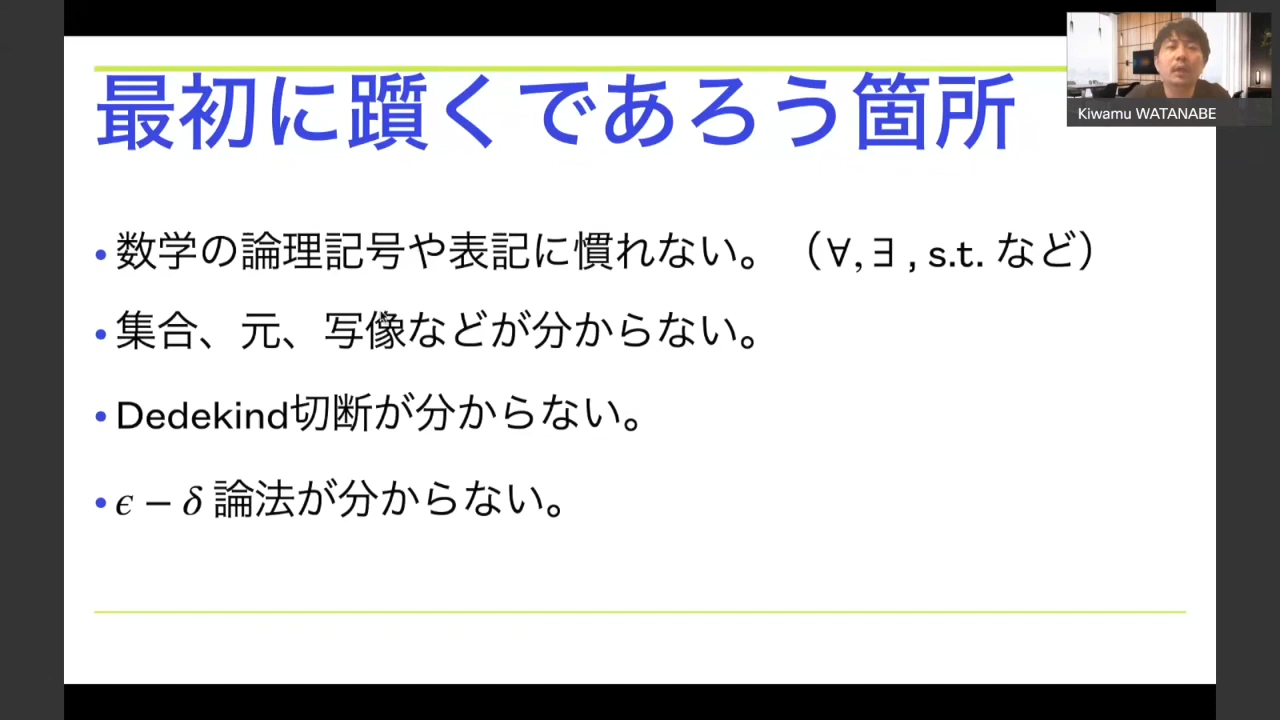 最初に躓くであろう箇所
Kiwamu WATANABE
• 数学の論理記号や表記に慣れない。（∀, ∃ , s.t. など）
• 集合、元、写像などが分からない。
• Dedekind切断が分からない。
• ϵ − δ 論法が分からない。